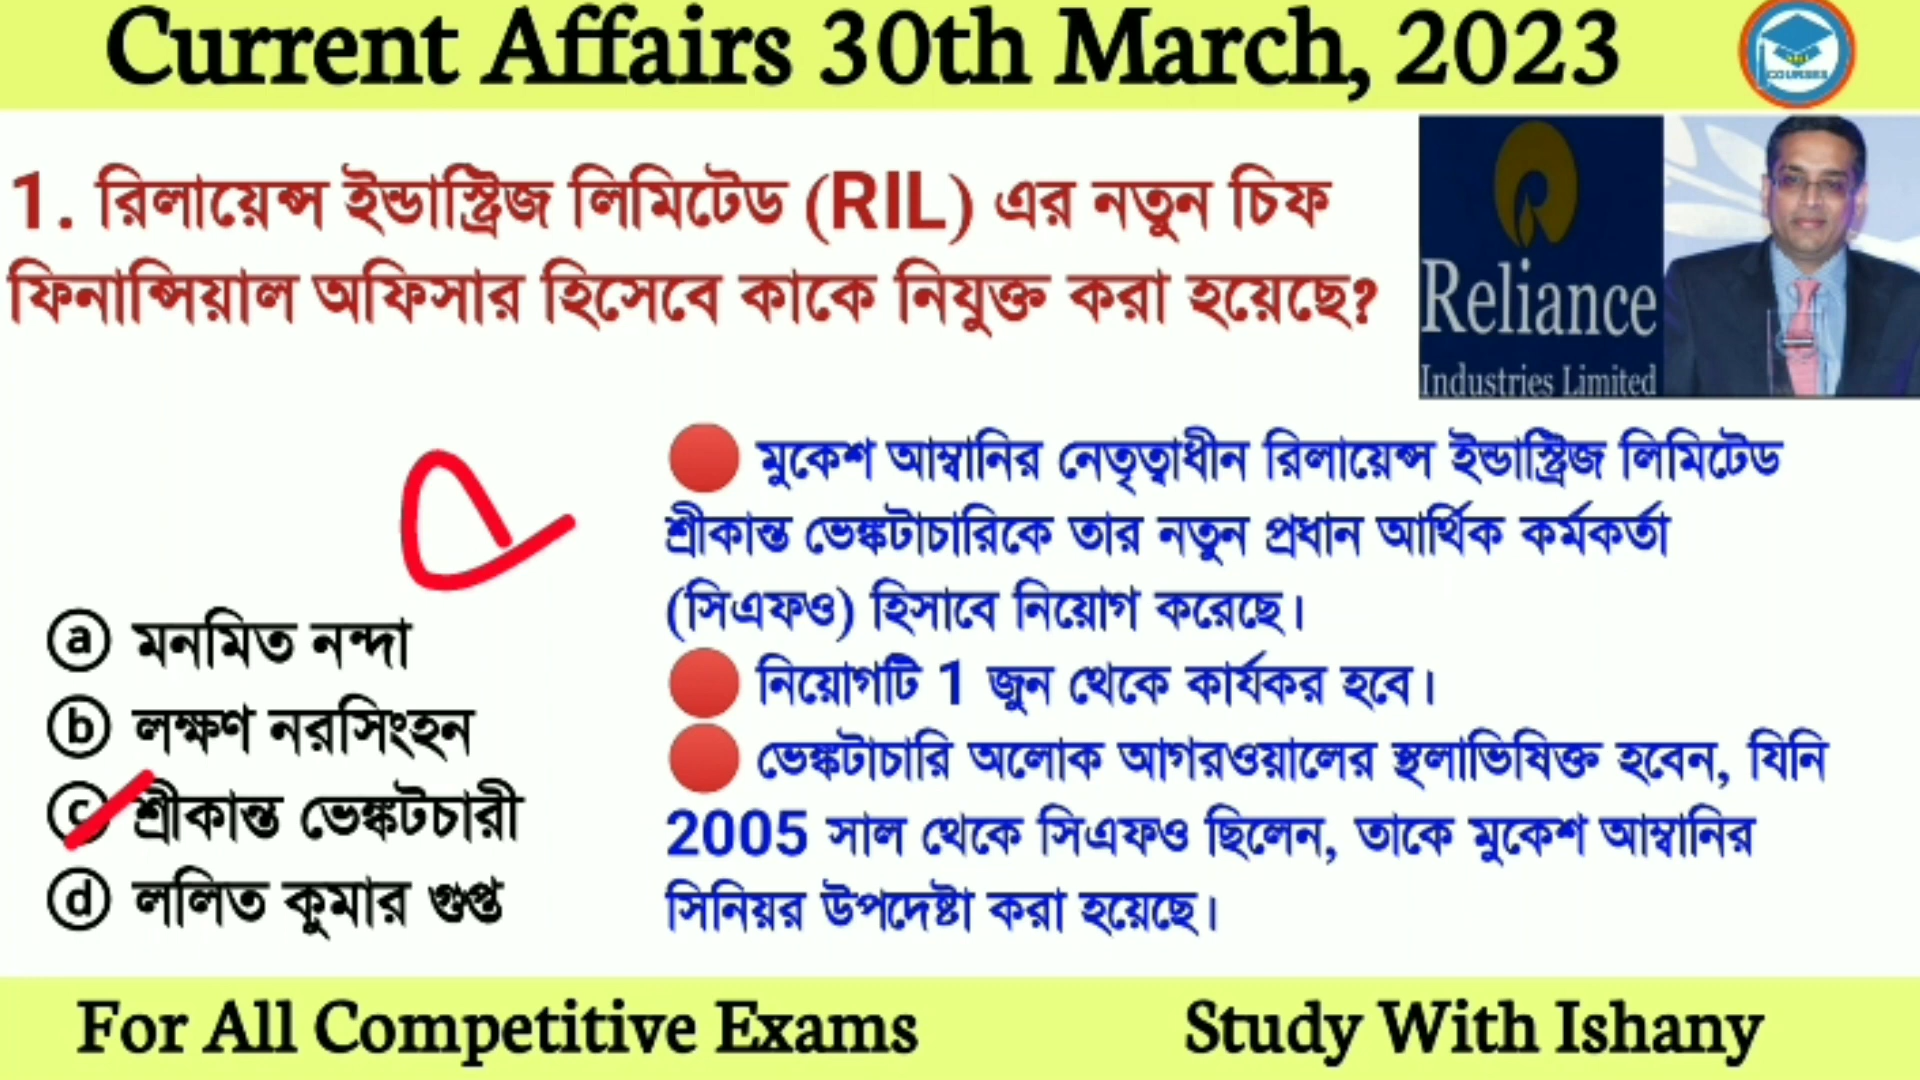 Current Affairs 30th March, 2023
COURSES
1. রিলায়েন্স ইন্ডাস্ট্রিজ লিমিটেড (RIL) এর নতুন চিফ
ফিনান্সিয়াল অফিসার হিসেবে কাকে নিযুক্ত করা হয়েছে?
Reliance
Industries Limited
ⓐ মনমিত নন্দা
ⓑ লক্ষণ নরসিংহন
ⓒ শ্রীকান্ত ভেঙ্কটচারী
ⓓ ললিত কুমার গুপ্ত
মুকেশ আম্বানির নেতৃত্বাধীন রিলায়েন্স ইন্ডাস্ট্রিজ লিমিটেড
শ্রীকান্ত ভেঙ্কটাচারিকে তার নতুন প্রধান আর্থিক কর্মকর্তা
(সিএফও) হিসাবে নিয়োগ করেছে।
নিয়োগটি 1 জুন থেকে কার্যকর হবে।
ভেঙ্কটাচারি অলোক আগরওয়ালের স্থলাভিষিক্ত হবেন, যিনি
2005 সাল থেকে সিএফও ছিলেন, তাকে মুকেশ আম্বানির
সিনিয়র উপদেষ্টা করা হয়েছে।
For All Competitive Exams
Study With Ishany